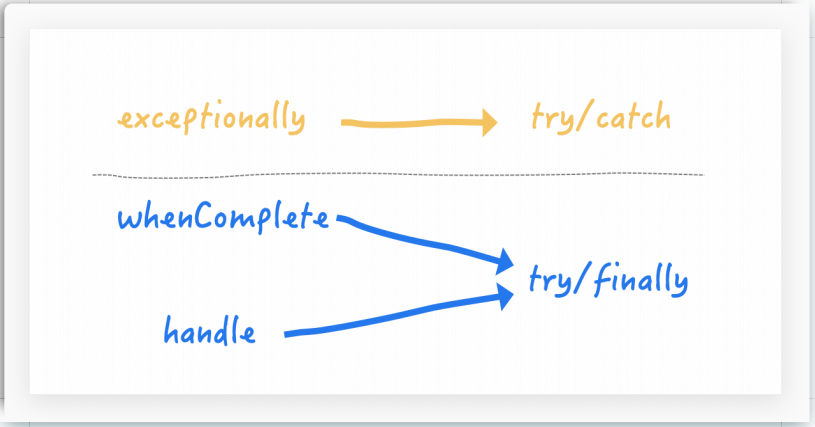 exceptionally try/catch
whenComplete
try/finally
handle